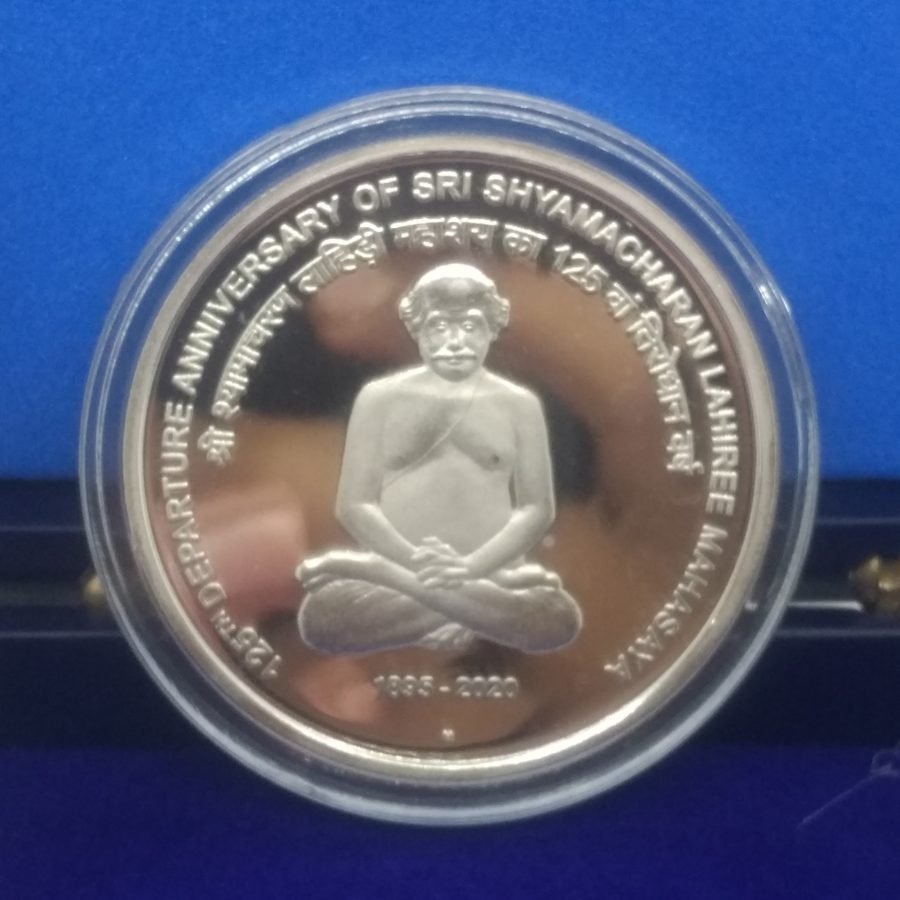 125TH DEPARTURE ANNIVERSARY OF SRI SHYAMACHARAN LAHIREE MAHASAYA
श्री श्यामाचरण लाहिड़ी महाशय का 125 वां तिरोधान वर्ष
1895 - 2020